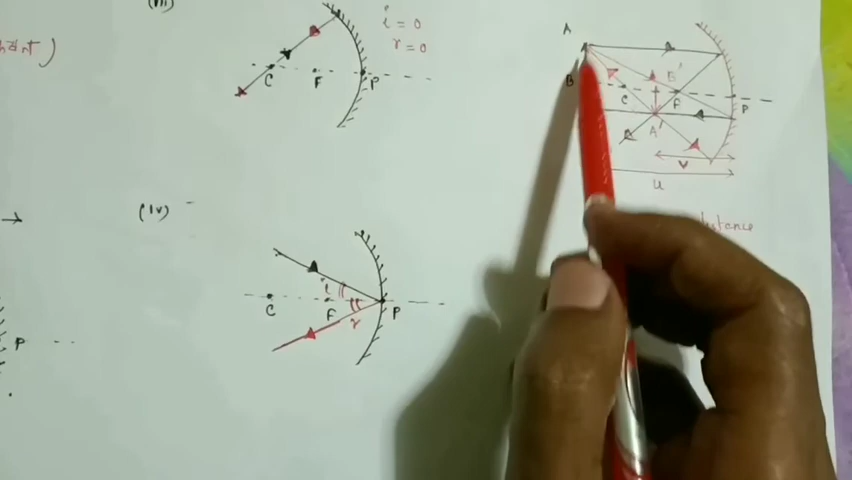 (iii)
i = 0
r = 0
C
F
P
A
B
C
B'
F
P
A'
v
u
(iv)
i
r
C
F
P
P